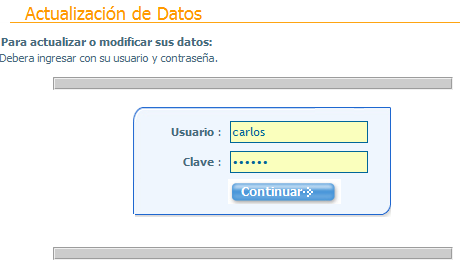 Actualización de Datos
Para actualizar o modificar sus datos:
Debera ingresar con su usuario y contraseña.
Usuario : carlos
Clave : ••••••
Continuar